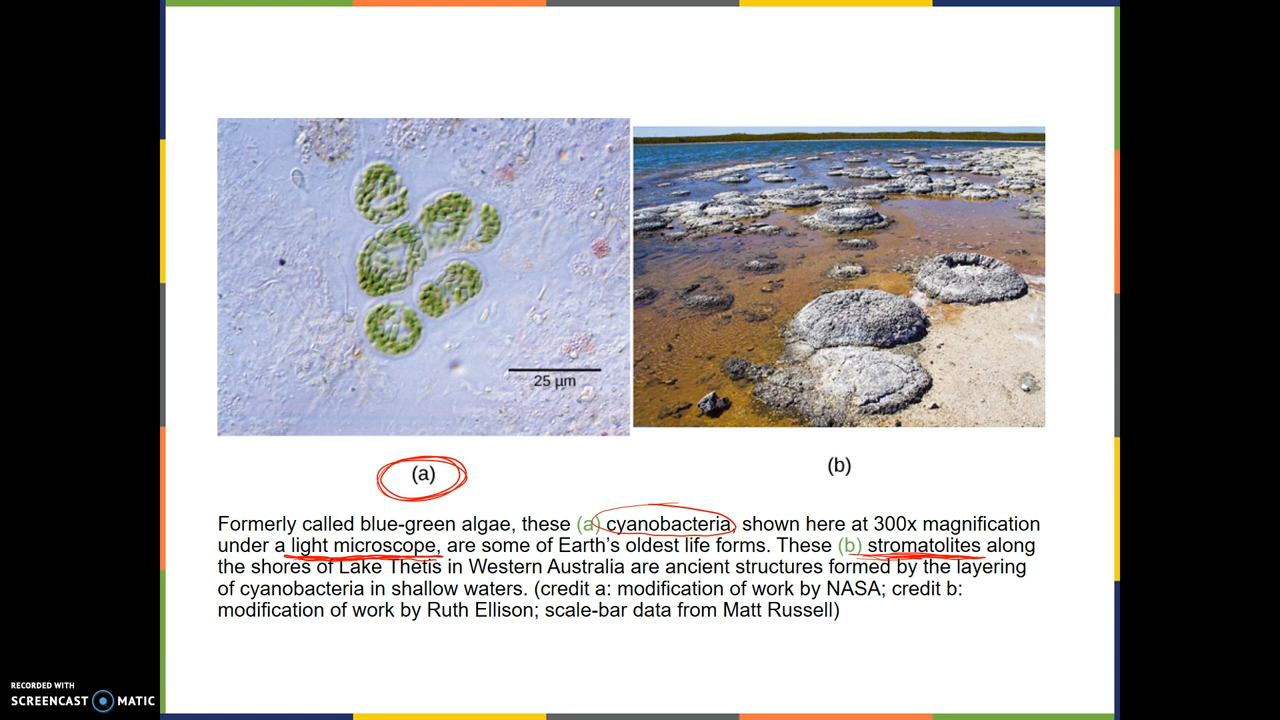 25 µm
(a)
(b)
Formerly called blue-green algae, these (a) cyanobacteria, shown here at 300x magnification
under a light microscope, are some of Earth’s oldest life forms. These (b) stromatolites along
the shores of Lake Thetis in Western Australia are ancient structures formed by the layering
of cyanobacteria in shallow waters. (credit a: modification of work by NASA; credit b:
modification of work by Ruth Ellison; scale-bar data from Matt Russell)
RECORDED WITH
SCREENCAST MATIC